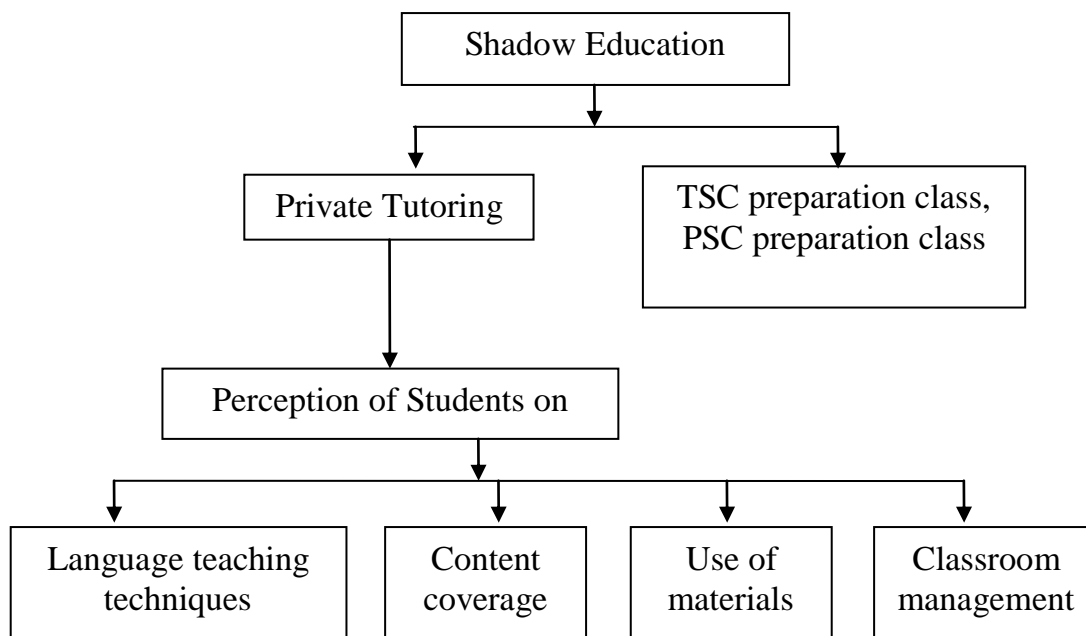 Shadow Education
Private Tutoring
TSC preparation class,
PSC preparation class
Perception of Students on
Language teaching
techniques
Content
coverage
Use of
materials
Classroom
management